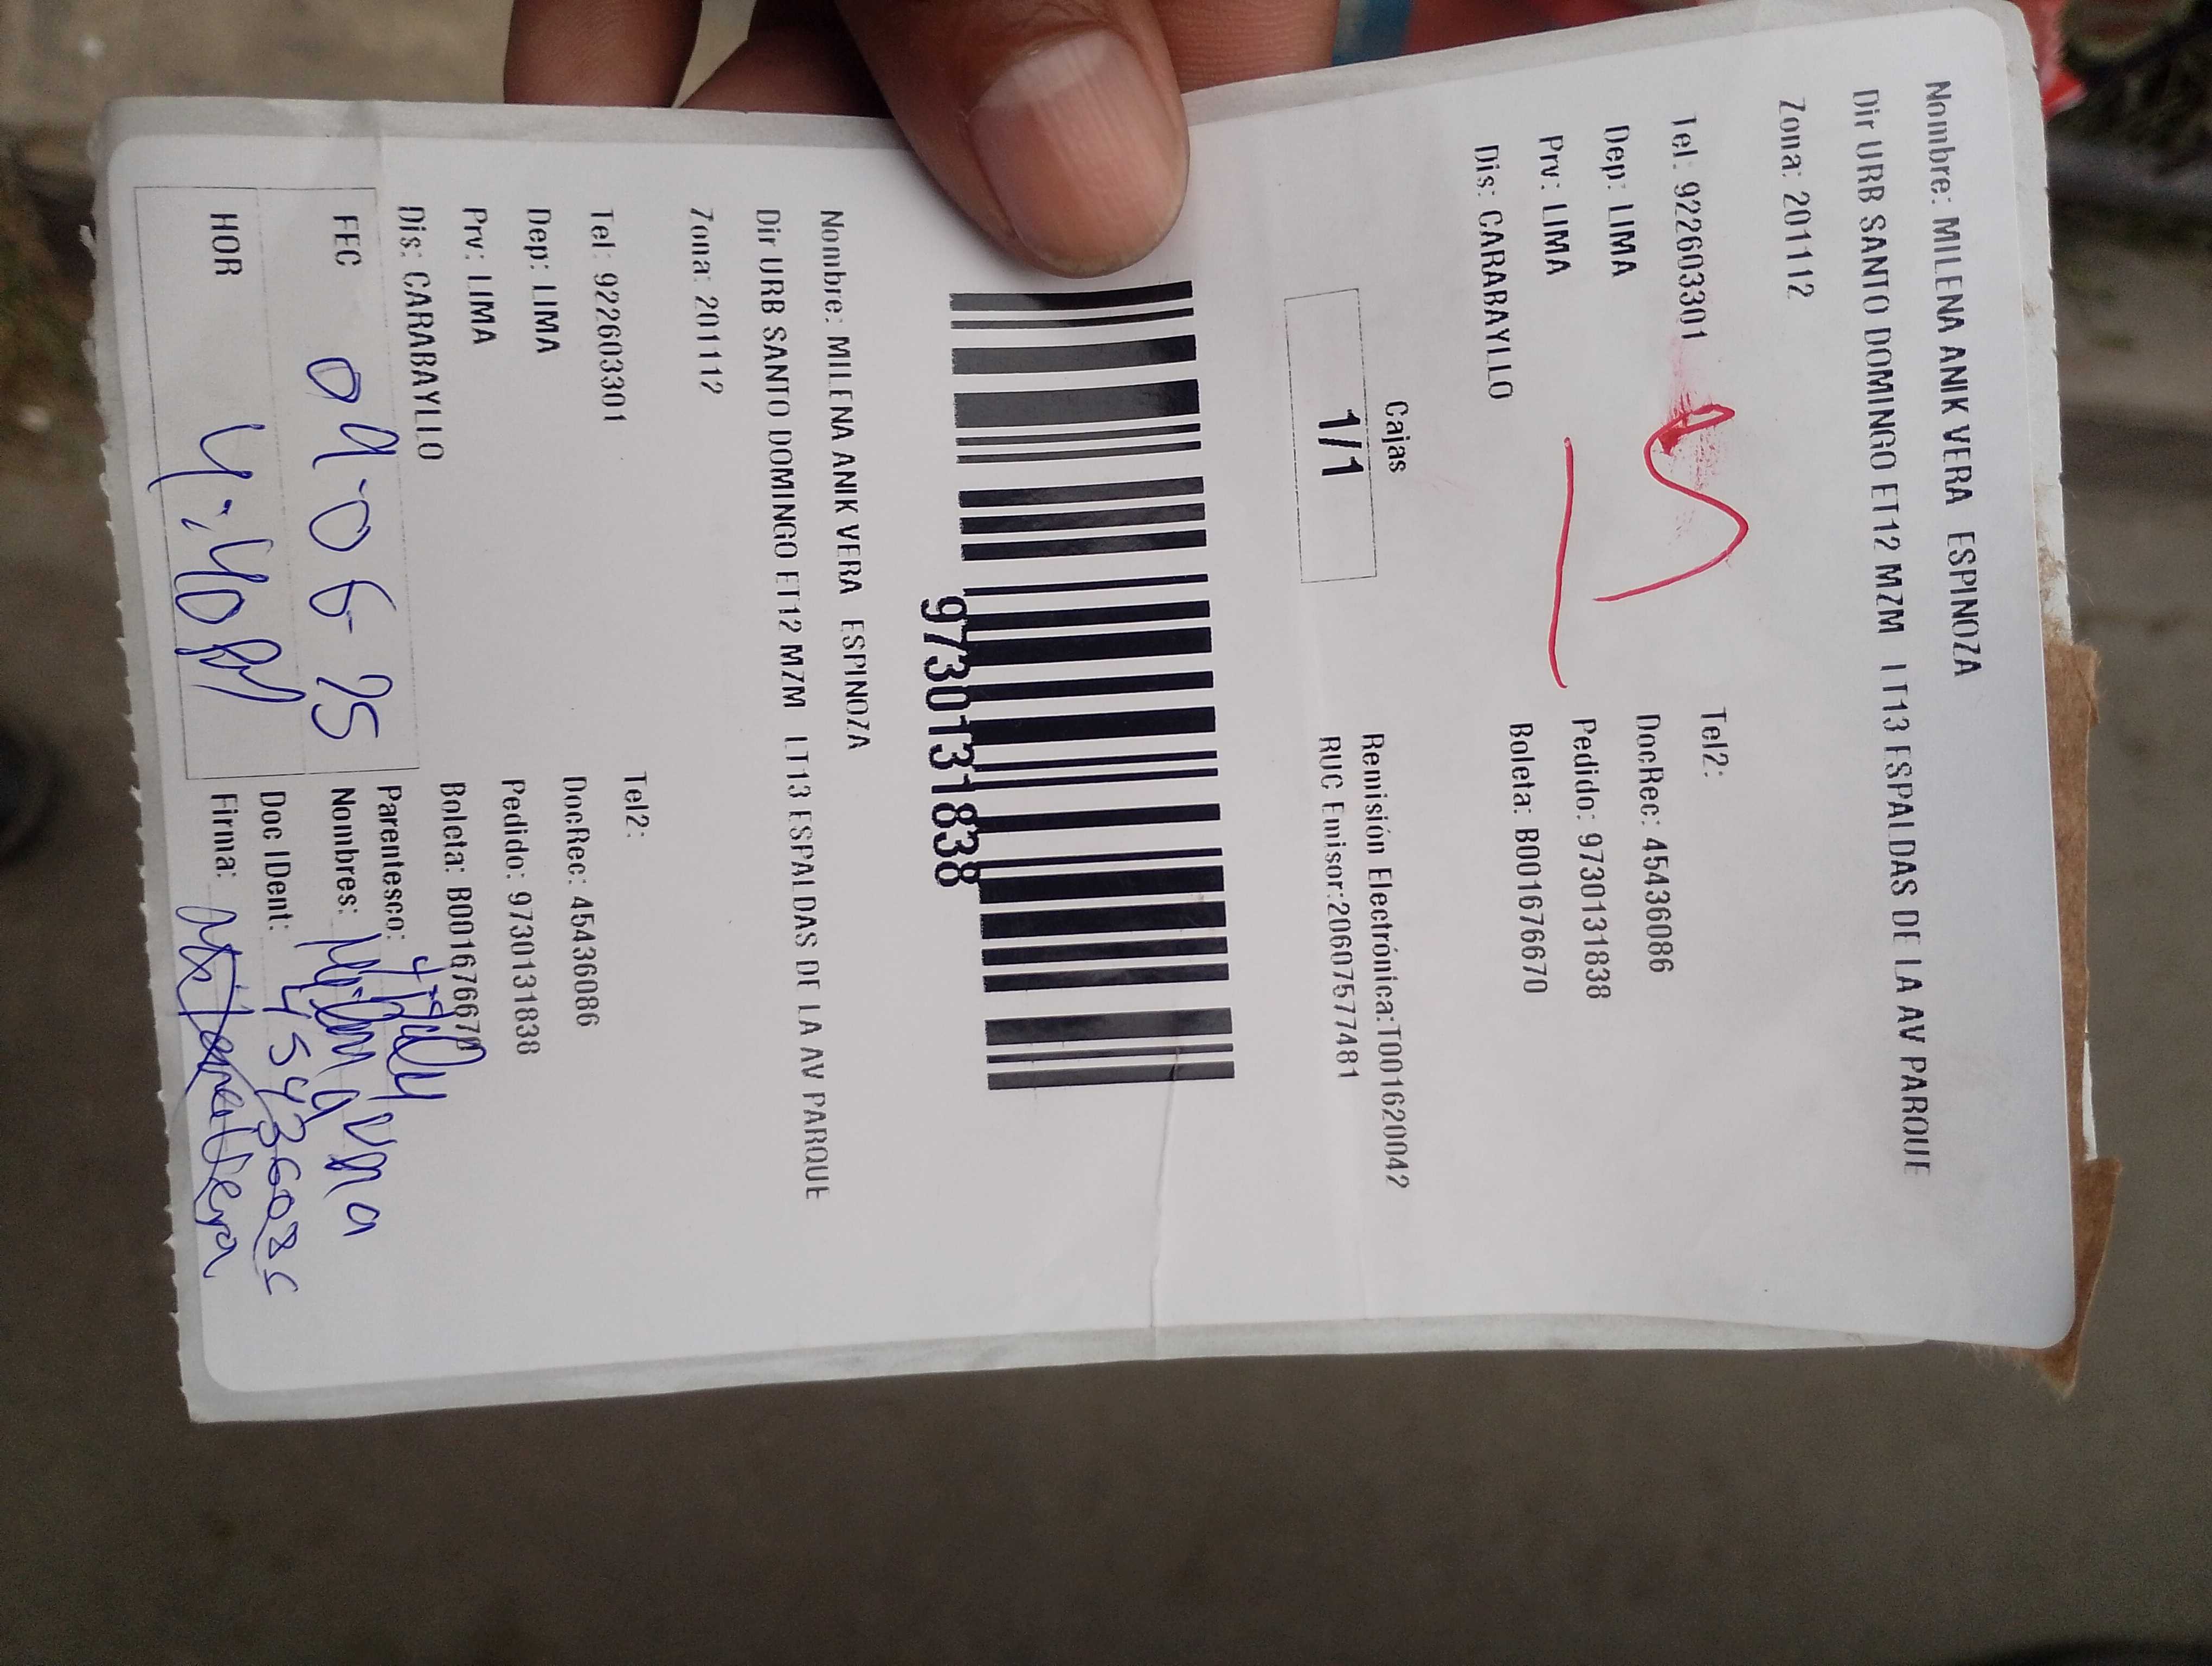 Nombre: MILENA ANIK VERA ESPINOZA
Dir URB SANTO DOMINGO ET12 MZM LT13 ESPALDAS DE LA AV PARQUE
Zona: 201112
Tel: 922603301 Tel2:
Dep: LIMA DocRec: 45436086
Prv: LIMA Pedido: 9730131838
Dis: CARABAYLLO Boleta: B001676670
Cajas Remisión Electrónica:T001620042
1/1 RUC Emisor:20607577481
9730131838
Nombre: MILENA ANIK VERA ESPINOZA
Dir URB SANTO DOMINGO ET12 MZM LT13 ESPALDAS DE LA AV PARQUE
Zona: 201112
Tel: 922603301 Tel2:
Dep: LIMA DocRec: 45436086
Prv: LIMA Pedido: 9730131838
Dis: CARABAYLLO Boleta: B001676670
Parentesco:
FEC 09-06-25 Nombres: Milena Vera
Doc IDent: 45436086
HOR 4:40 PM Firma: